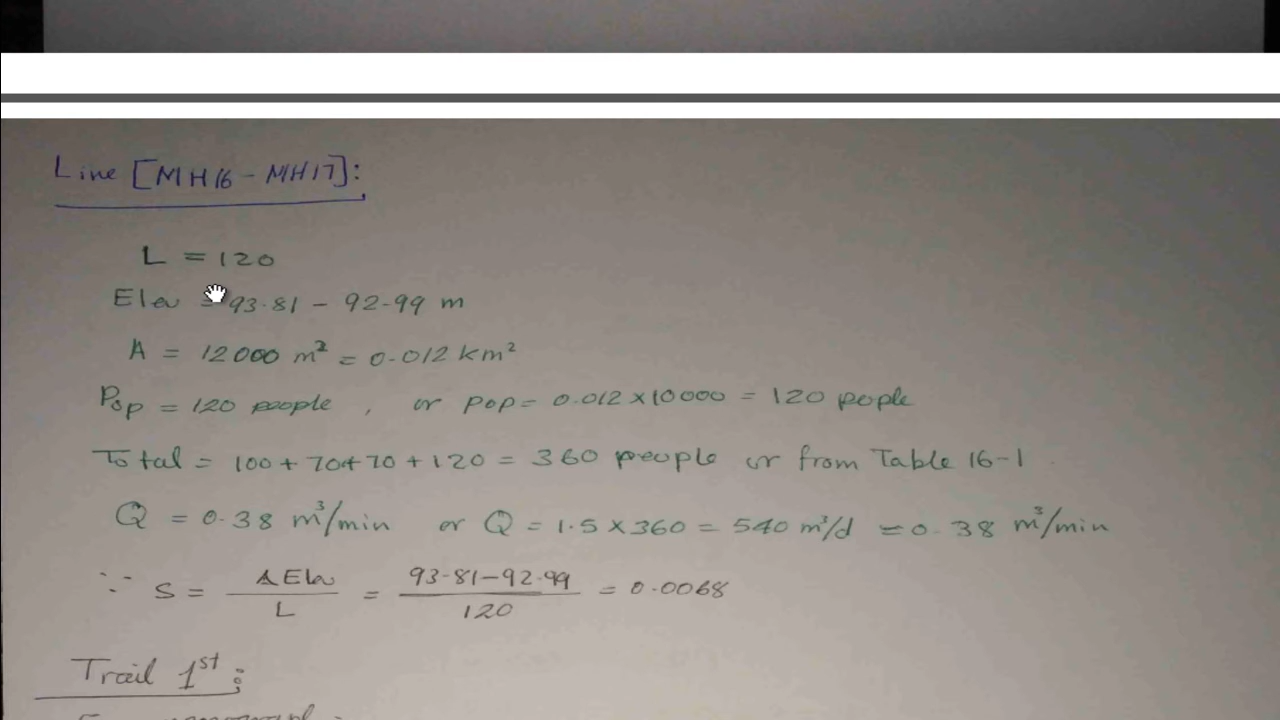 Line [MH16 - MH17]:
L = 120
Elev = 93.81 - 92.99 m
A = 12000 m² = 0.012 km²
Pop = 120 people , or pop = 0.012 x 10000 = 120 pople
Total = 100 + 70 + 70 + 120 = 360 people or from Table 16-1
Q = 0.38 m³/min or Q = 1.5 x 360 = 540 m³/d = 0.38 m³/min
∵ S = ΔElev / L = 93.81 - 92.99 / 120 = 0.0068
Trail 1st :